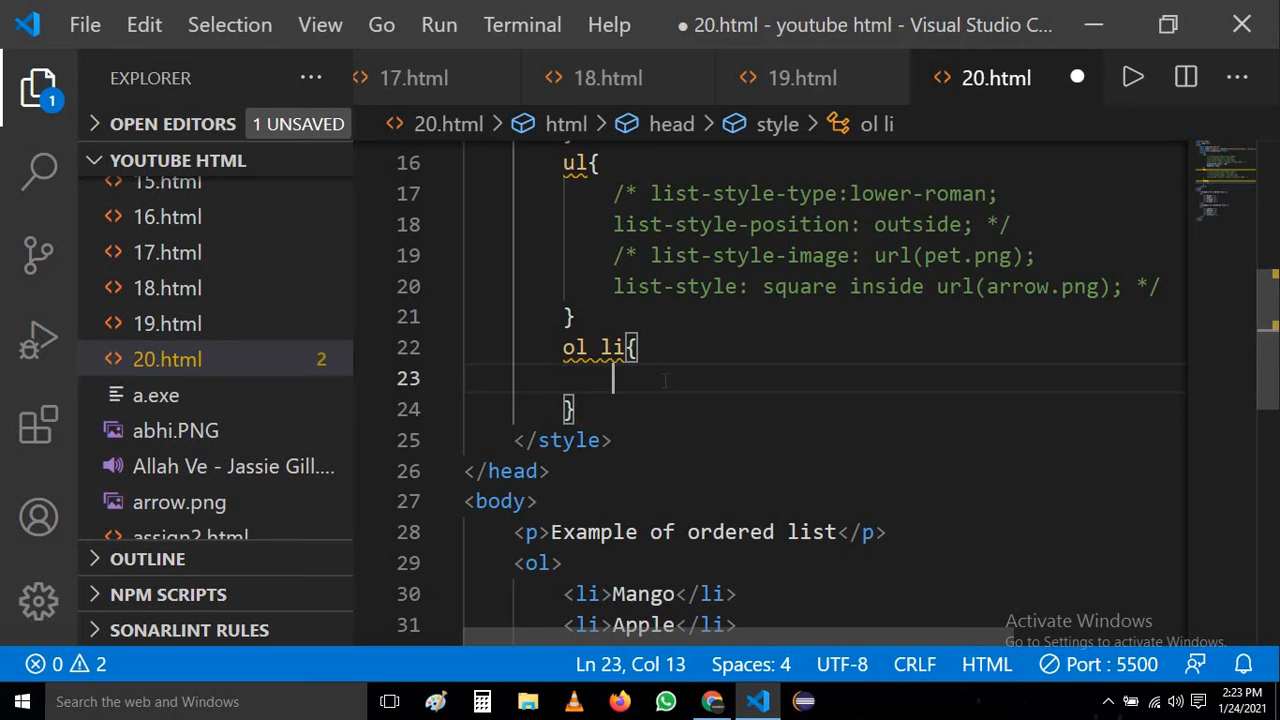 File Edit Selection View Go Run Terminal Help ● 20.html - youtube html - Visual Studio C...
EXPLORER ... 17.html 18.html 19.html 20.html
OPEN EDITORS 1 UNSAVED 20.html html head style ol li
YOUTUBE HTML
15.html
16.html
17.html
18.html
19.html
20.html 2
a.exe
abhi.PNG
Allah Ve - Jassie Gill....
arrow.png
assign2.html
OUTLINE
NPM SCRIPTS
SONARLINT RULES
1
16 ul{
17 /* list-style-type:lower-roman;
18 list-style-position: outside; */
19 /* list-style-image: url(pet.png);
20 list-style: square inside url(arrow.png); */
21 }
22 ol li{
23
24 }
25 </style>
26 </head>
27 <body>
28 <p>Example of ordered list</p>
29 <ol>
30 <li>Mango</li>
31 <li>Apple</li>
Activate Windows
Go to Settings to activate Windows.
0 2 Ln 23, Col 13 Spaces: 4 UTF-8 CRLF HTML Port : 5500
Search the web and Windows
2:23 PM
1/24/2021